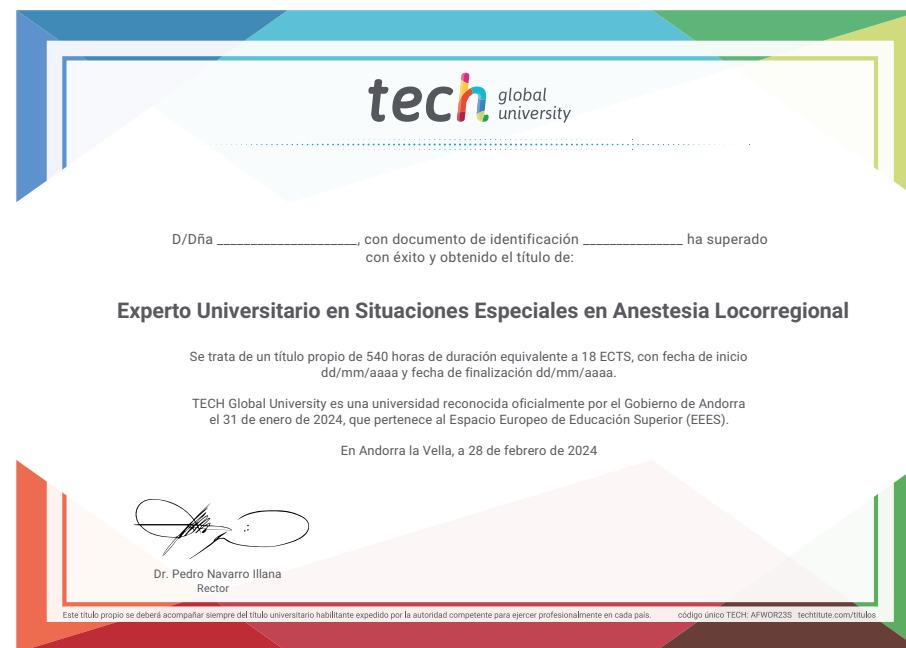 tech global university
D/Dña _____________________, con documento de identificación _______________ ha superado
con éxito y obtenido el título de:
Experto Universitario en Situaciones Especiales en Anestesia Locorregional
Se trata de un título propio de 540 horas de duración equivalente a 18 ECTS, con fecha de inicio
dd/mm/aaaa y fecha de finalización dd/mm/aaaa.
TECH Global University es una universidad reconocida oficialmente por el Gobierno de Andorra
el 31 de enero de 2024, que pertenece al Espacio Europeo de Educación Superior (EEES).
En Andorra la Vella, a 28 de febrero de 2024
Dr. Pedro Navarro Illana
Rector
Este título propio se deberá acompañar siempre del título universitario habilitante expedido por la autoridad competente para ejercer profesionalmente en cada país. código único TECH: AFWOR23S techtitute.com/titulos